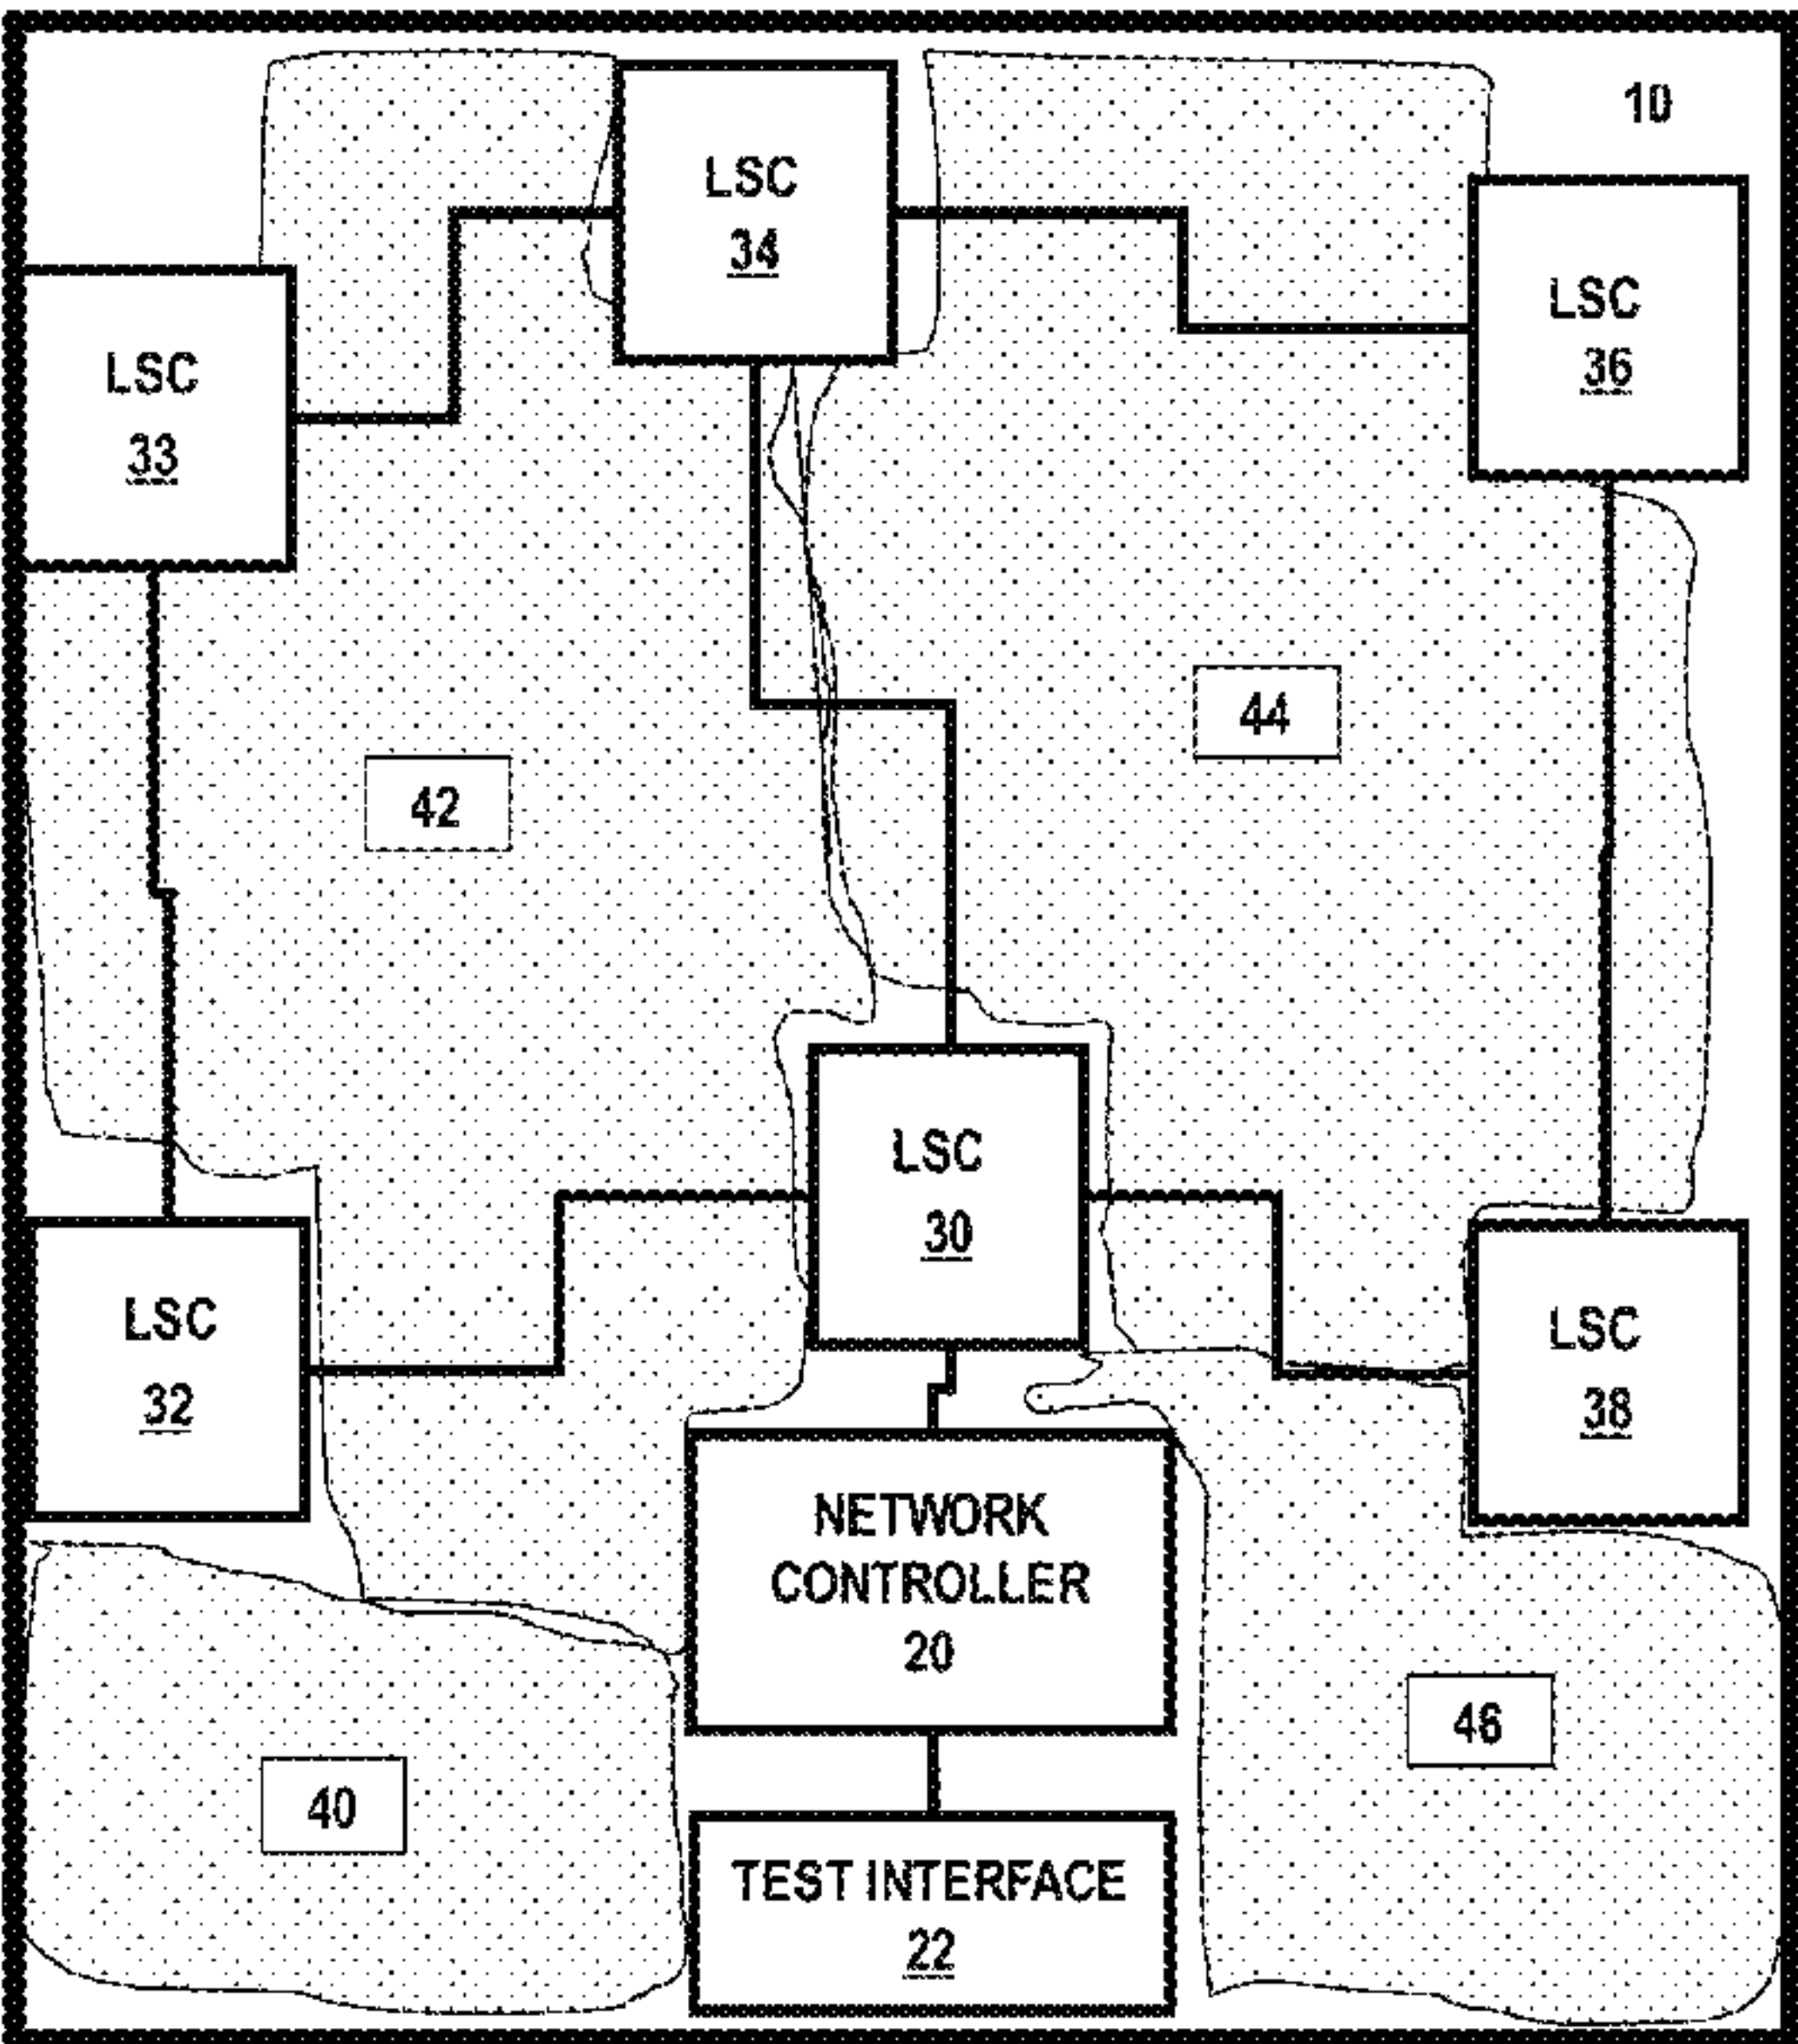 10
LSC
34
LSC
36
LSC
33
44
42
LSC
30
LSC
32
LSC
38
NETWORK
CONTROLLER
20
46
40
TEST INTERFACE
22